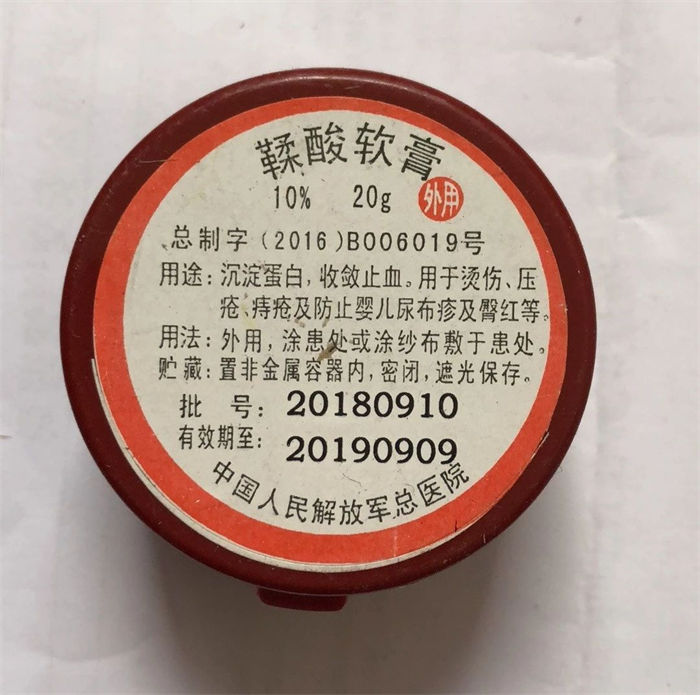 鞣酸软膏
10% 20g 外用
总制字(2016)B006019号
用途:沉淀蛋白,收敛止血。用于烫伤、压
疮、痔疮及防止婴儿尿布疹及臀红等。
用法:外用,涂患处或涂纱布敷于患处。
贮藏:置非金属容器内,密闭,遮光保存。
批 号: 20180910
有效期至: 20190909
中国人民解放军总医院